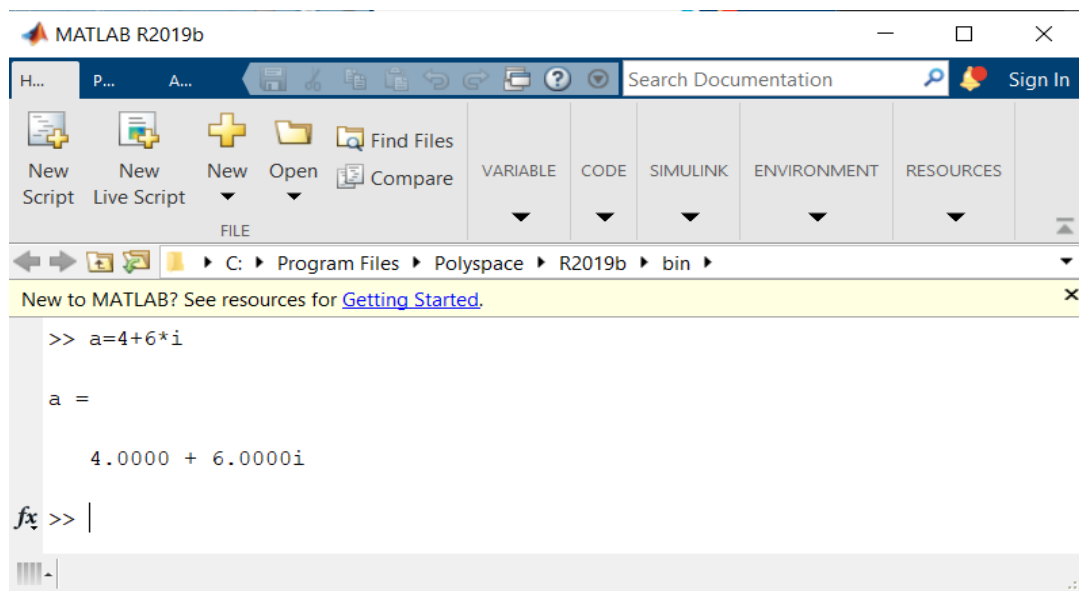 MATLAB R2019b
H... P... A... Search Documentation Sign In
New Script New Live Script New Open Find Files Compare VARIABLE CODE SIMULINK ENVIRONMENT RESOURCES
FILE
C: Program Files Polyspace R2019b bin
New to MATLAB? See resources for Getting Started.
>> a=4+6*i
a =
4.0000 + 6.0000i
fx >>